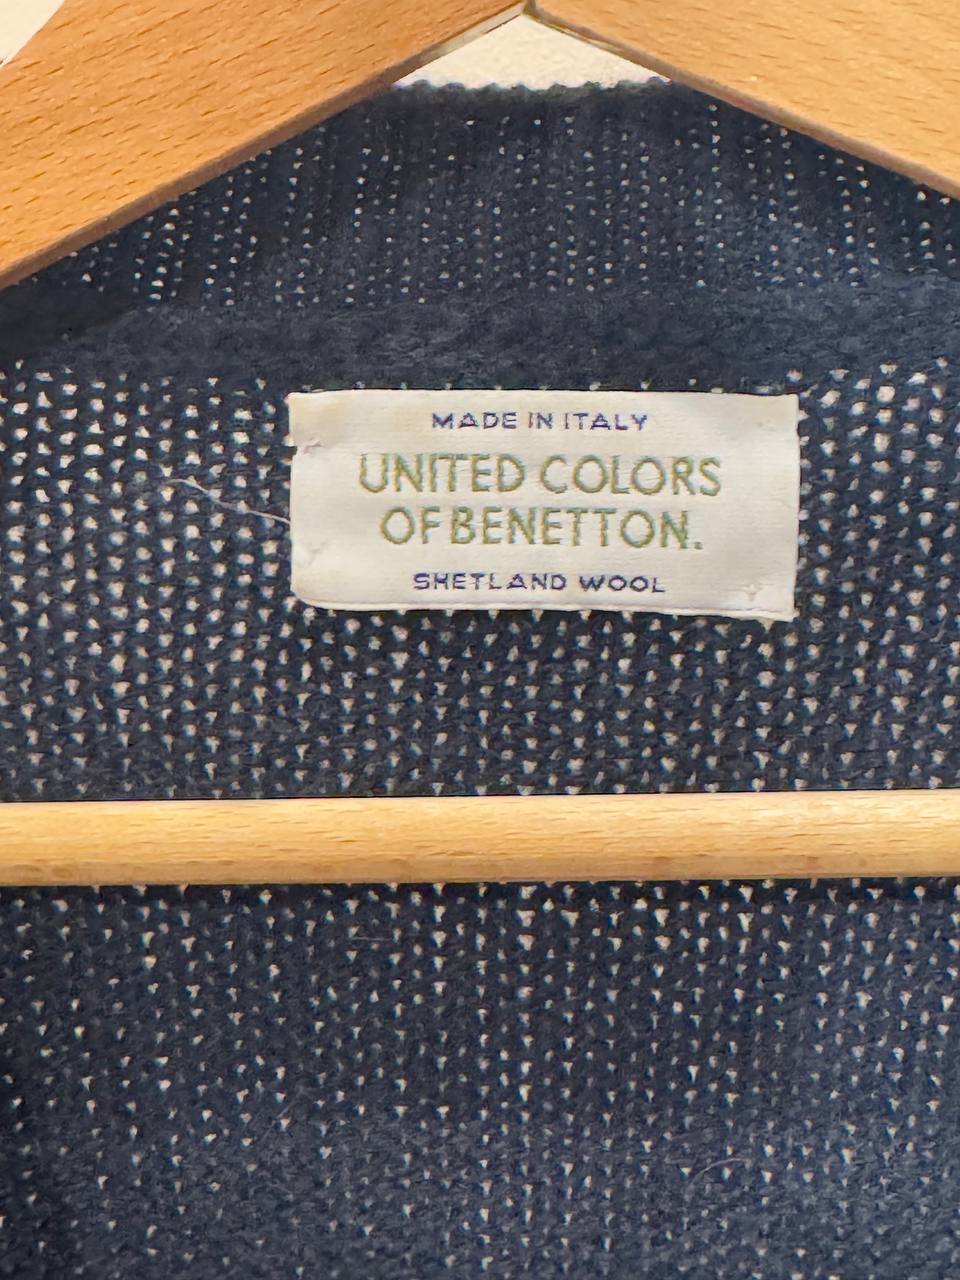 MADE IN ITALY
UNITED COLORS
OF BENETTON.
SHETLAND WOOL